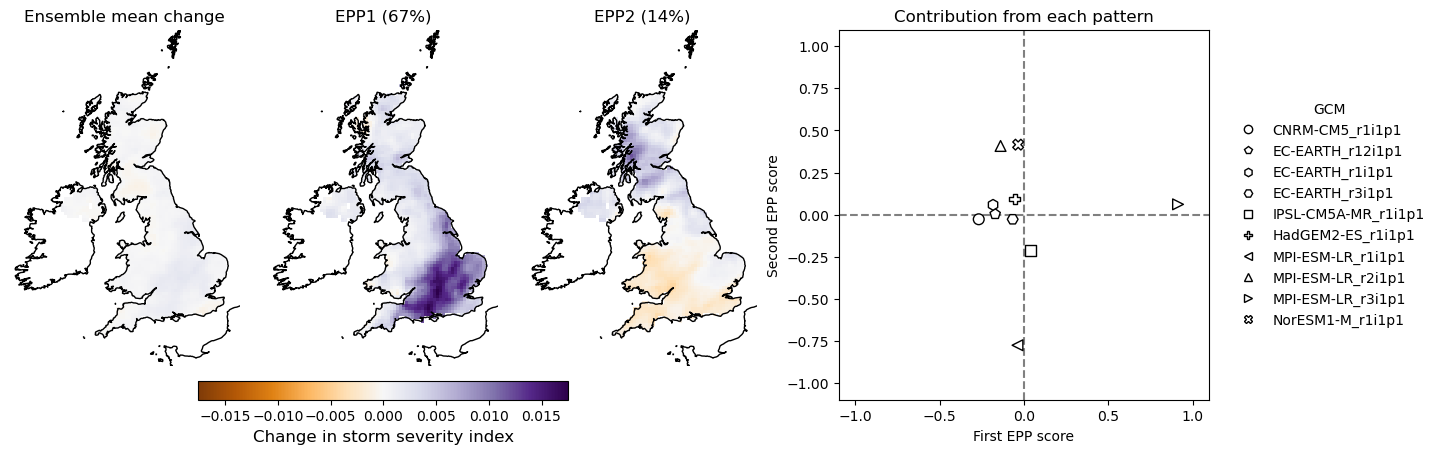 Ensemble mean change
EPP1 (67%)
EPP2 (14%)
Contribution from each pattern
−0.015 −0.010 −0.005 0.000 0.005 0.010 0.015
Change in storm severity index
Second EPP score
1.00
0.75
0.50
0.25
0.00
−0.25
−0.50
−0.75
−1.00
−1.0 −0.5 0.0 0.5 1.0
First EPP score
GCM
CNRM-CM5_r1i1p1
EC-EARTH_r12i1p1
EC-EARTH_r1i1p1
EC-EARTH_r3i1p1
IPSL-CM5A-MR_r1i1p1
HadGEM2-ES_r1i1p1
MPI-ESM-LR_r1i1p1
MPI-ESM-LR_r2i1p1
MPI-ESM-LR_r3i1p1
NorESM1-M_r1i1p1